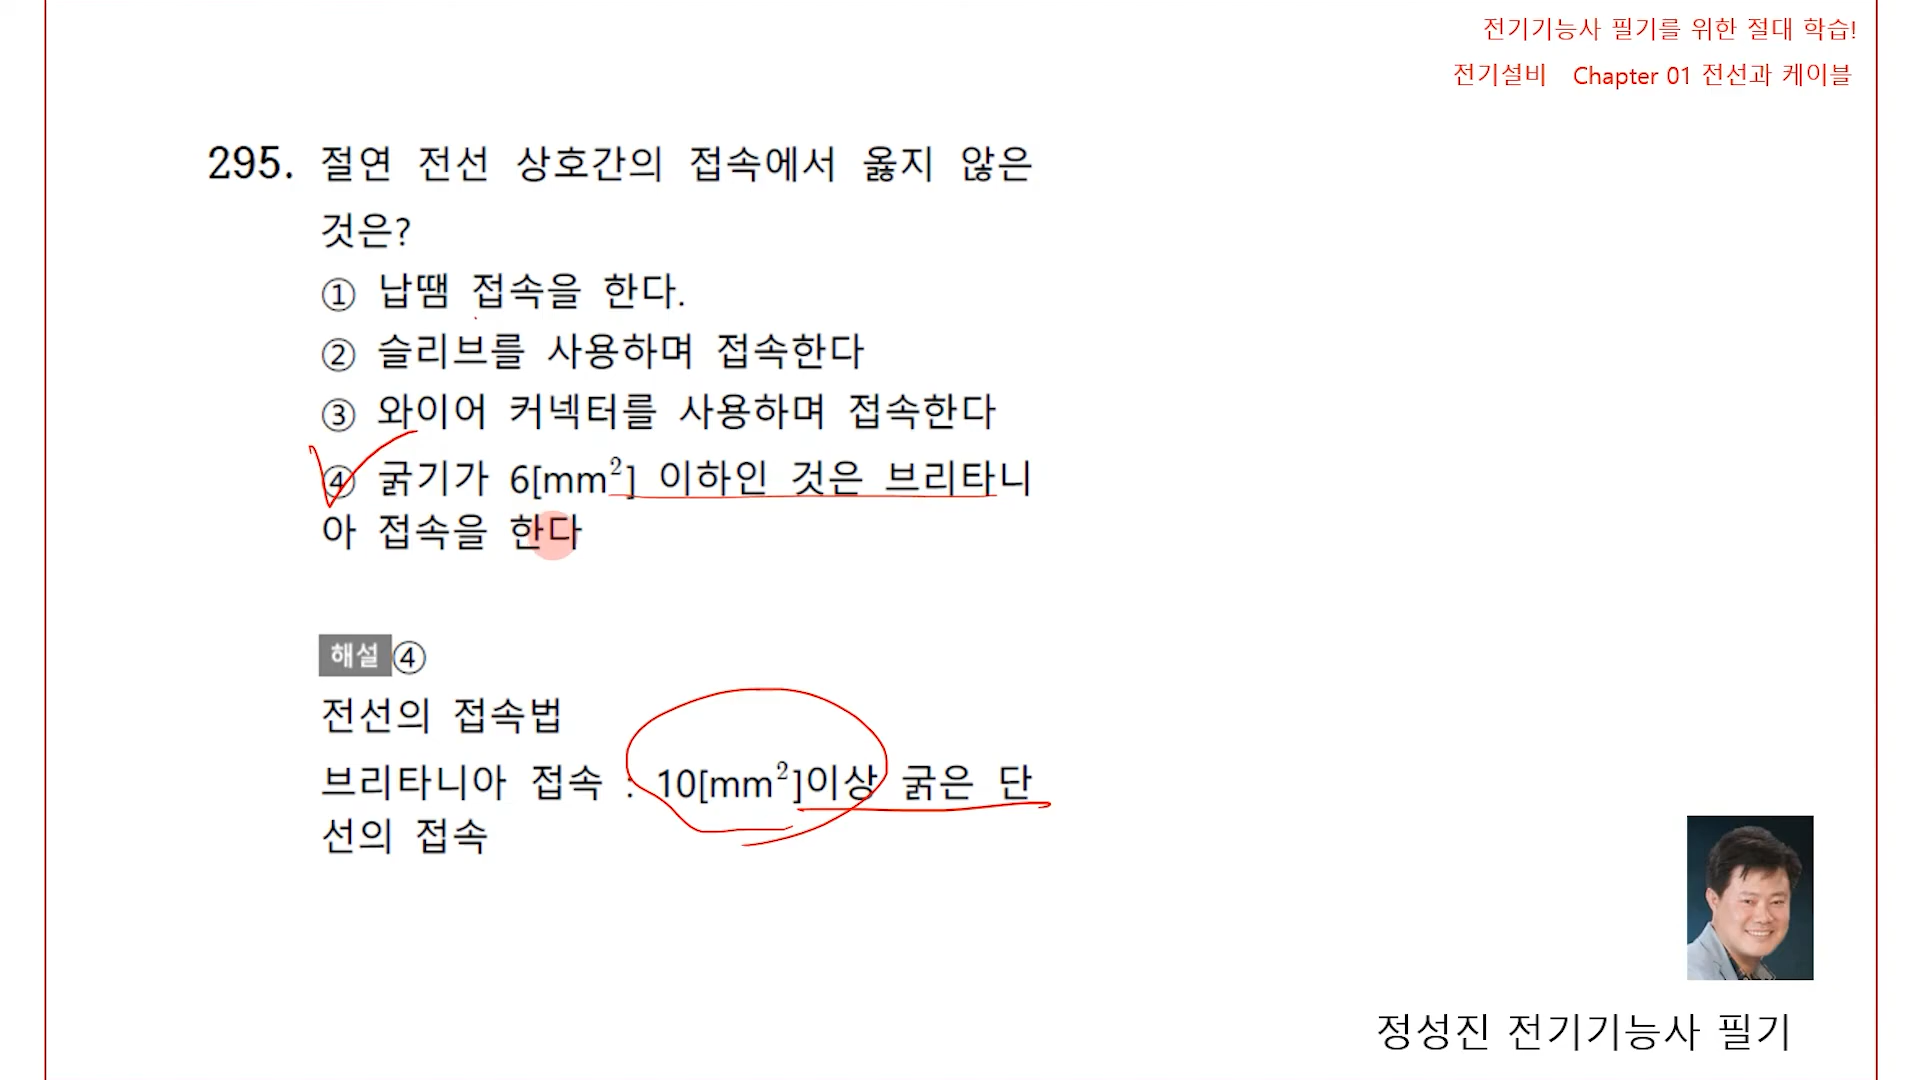 전기기능사 필기를 위한 절대 학습!
전기설비 Chapter 01 전선과 케이블
295. 절연 전선 상호간의 접속에서 옳지 않은
것은?
① 납땜 접속을 한다.
② 슬리브를 사용하며 접속한다
③ 와이어 커넥터를 사용하며 접속한다
④ 굵기가 6[mm²] 이하인 것은 브리타니
아 접속을 한다
해설 ④
전선의 접속법
브리타니아 접속 : 10[mm²]이상 굵은 단
선의 접속
정성진 전기기능사 필기